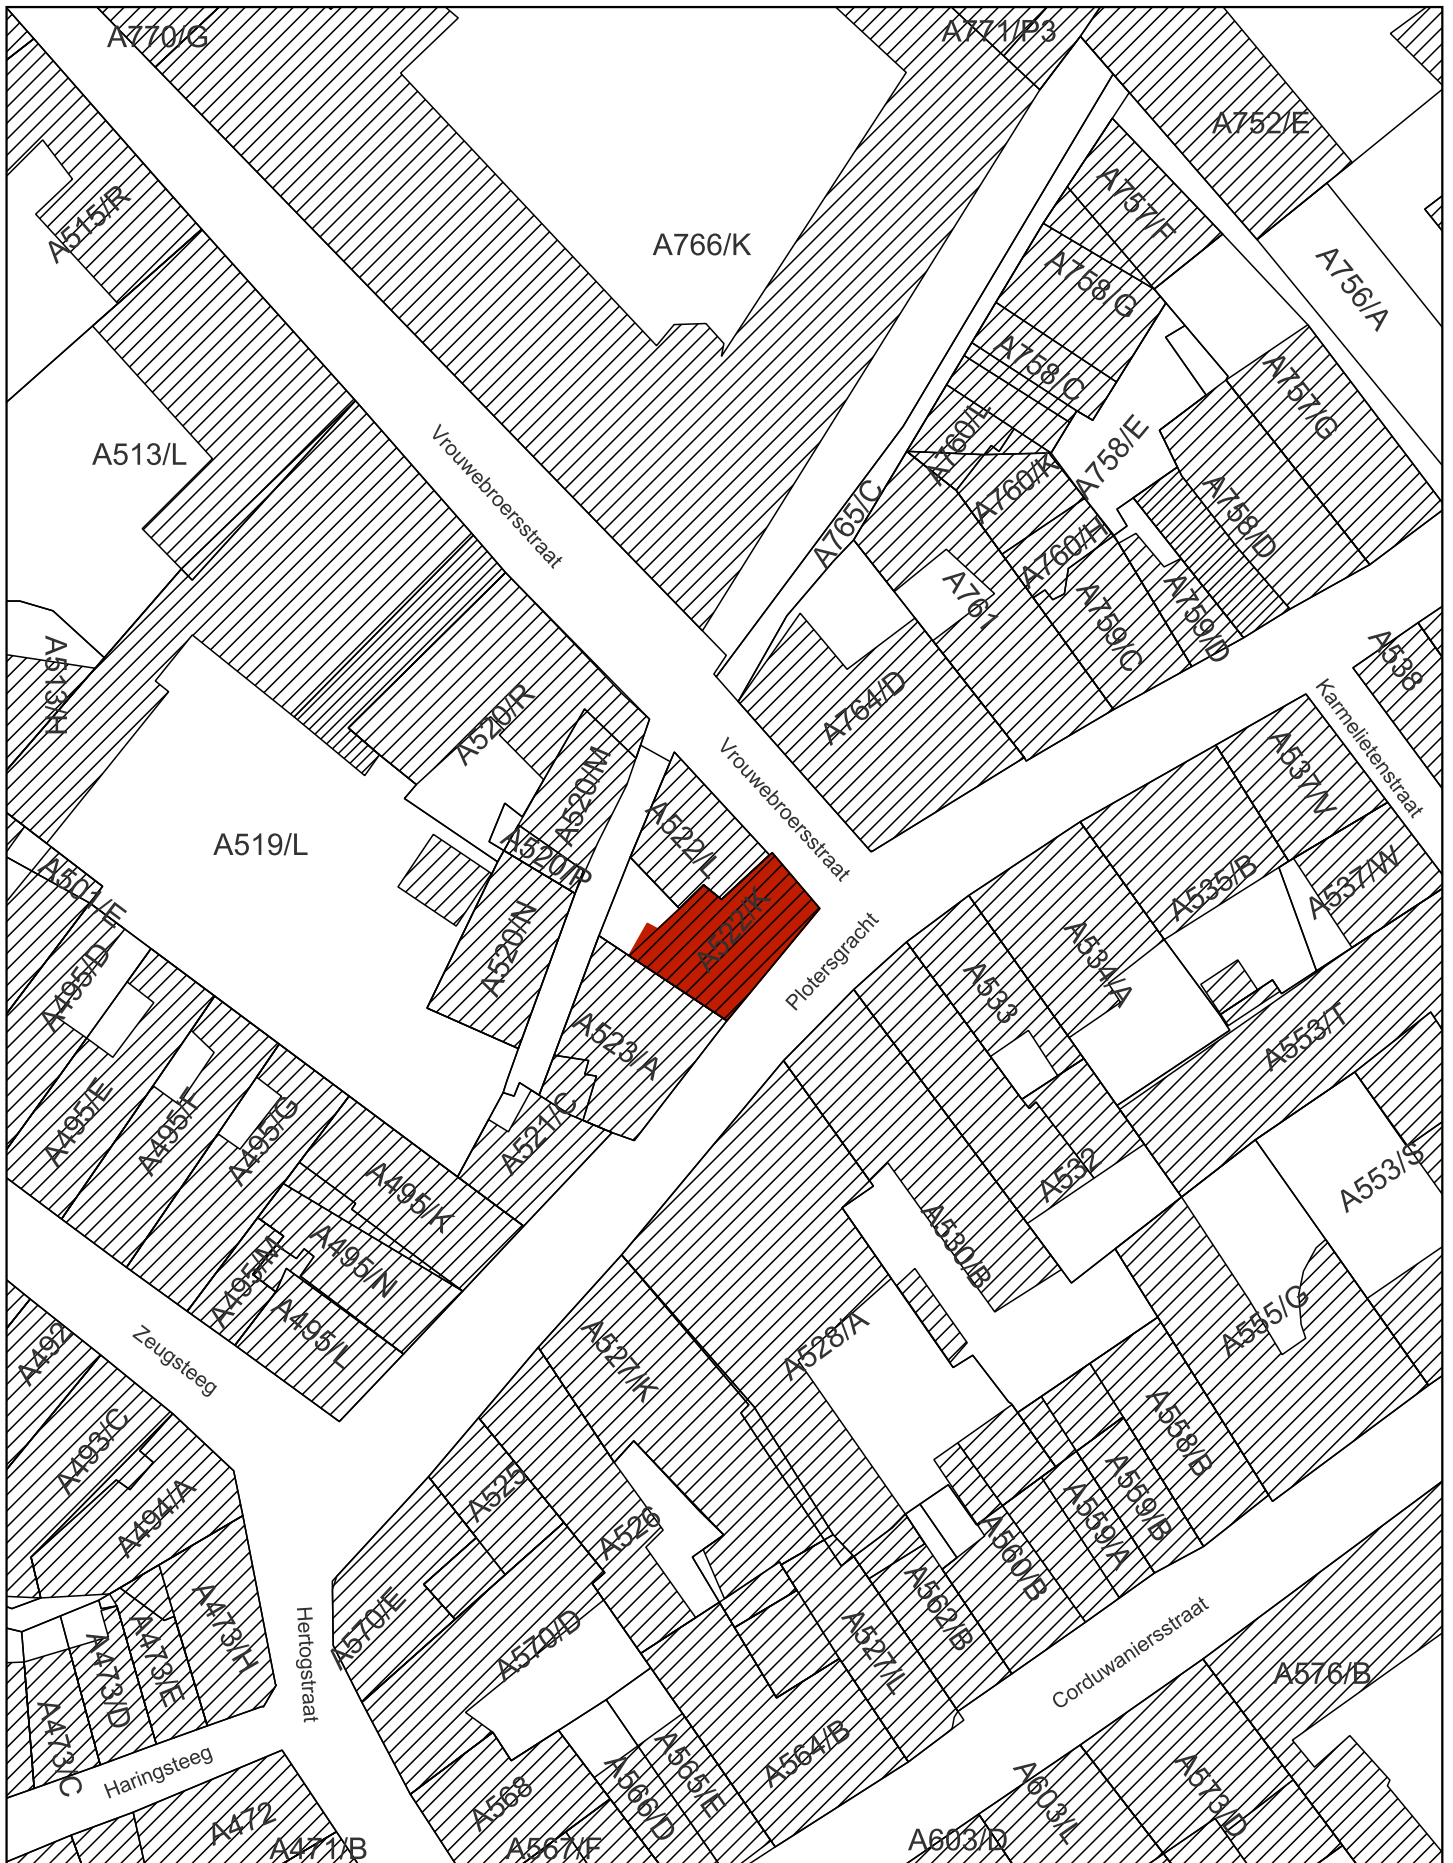 A770/G
A771/P3
A752/E
A515/R
A757/F
A766/K
A758/G
A756/A
A758/C
A757/G
A760/L
A513/L
A758/E
A760/K
Vrouwebroersstraat
A765/C
A758/D
A760/H
A761
A759/C
A759/D
A513/H
A538
A764/D
A520/R
Karmelietenstraat
A537/V
A520/M
Vrouwebroersstraat
A522/L
A519/L
A520/P
A501/E
A535/B
A537/W
A522/K
A520/N
Plotersgracht
A534/A
A533
A495/D
A523/A
A553/T
A521/C
A495/E
A495/F
A495/G
A532
A553/S
A495/K
A530/B
A495/N
A495/M
A495/L
A555/G
A528/A
A527/K
A492
Zeugsteeg
A493/C
A558/B
A559/B
A525
A494/A
A526
A559/A
A560/B
A562/B
A570/E
A570/D
A473/H
A473/E
A473/D
Hertogstraat
A527/L
Corduwaniersstraat
A576/B
A473/C
Haringsteeg
A564/B
A565/E
A566/D
A568
A573/D
A603/L
A472
A471/B
A567/F
A603/D